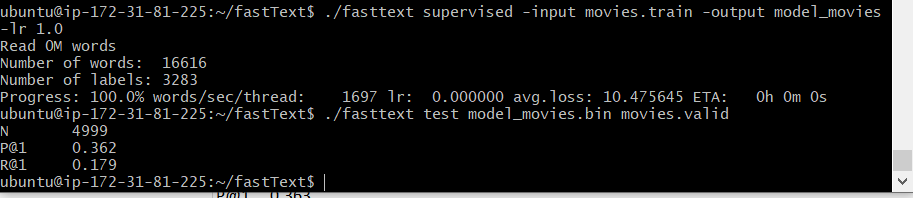 ubuntu@ip-172-31-81-225:~/fastText$ ./fasttext supervised -input movies.train -output model_movies
-lr 1.0
Read 0M words
Number of words:  16616
Number of labels: 3283
Progress: 100.0% words/sec/thread:    1697 lr:  0.000000 avg.loss: 10.475645 ETA:   0h 0m 0s
ubuntu@ip-172-31-81-225:~/fastText$ ./fasttext test model_movies.bin movies.valid
N       4999
P@1     0.362
R@1     0.179
ubuntu@ip-172-31-81-225:~/fastText$